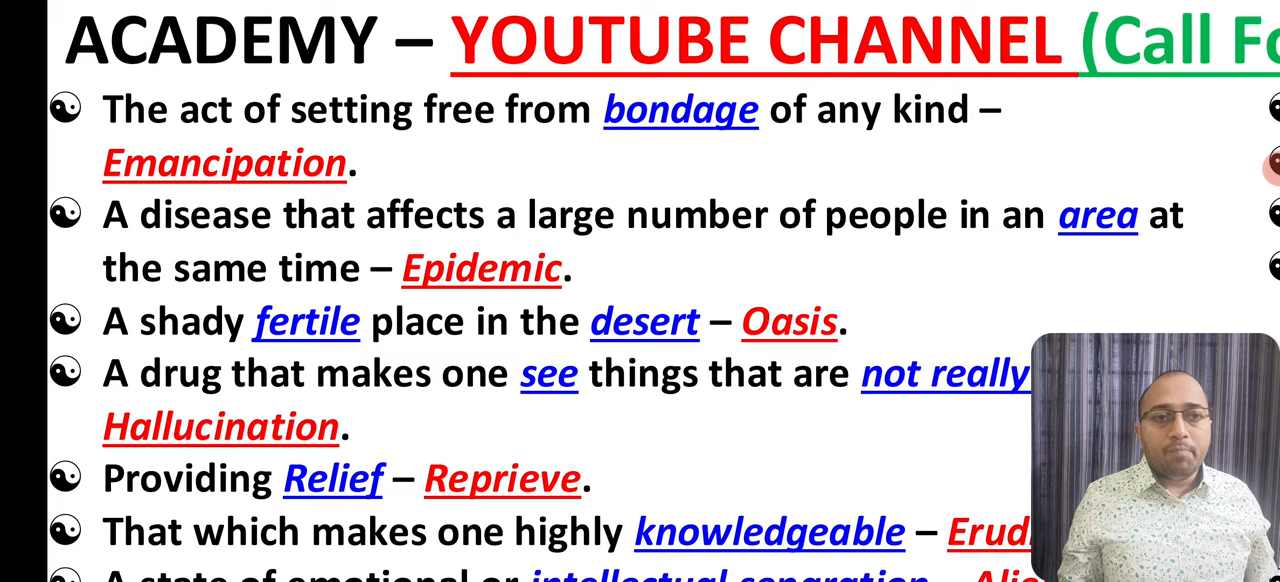 ACADEMY – YOUTUBE CHANNEL (Call
The act of setting free from bondage of any kind –
Emancipation.
A disease that affects a large number of people in an area at
the same time – Epidemic.
A shady fertile place in the desert – Oasis.
A drug that makes one see things that are not really
Hallucination.
Providing Relief – Reprieve.
That which makes one highly knowledgeable –
A state of emotional or intellectual separation –